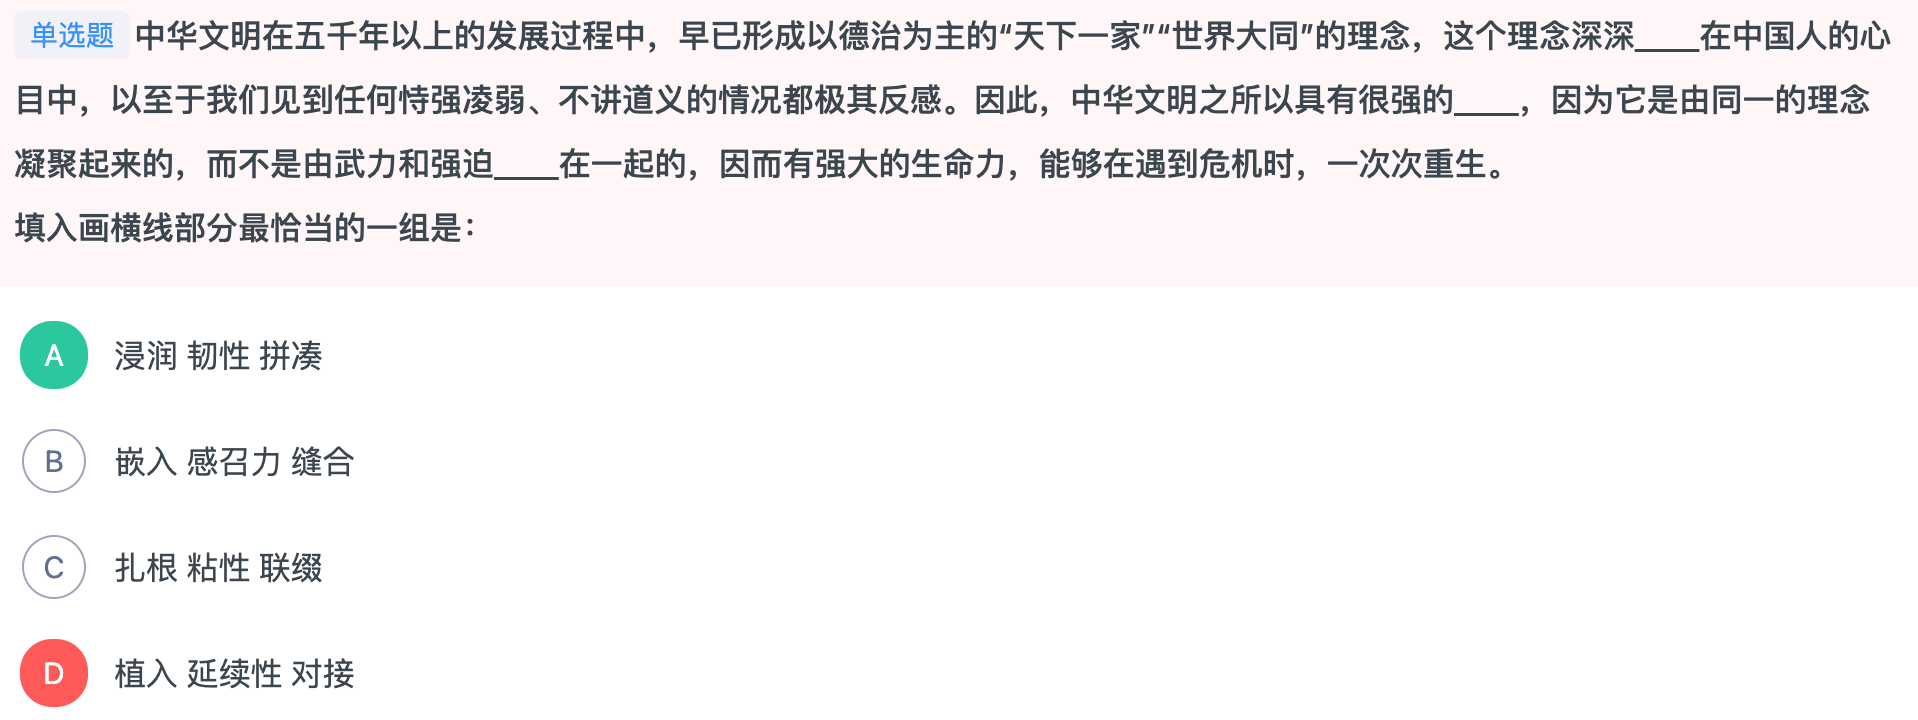 单选题 中华文明在五千年以上的发展过程中，早已形成以德治为主的“天下一家”“世界大同”的理念，这个理念深深____在中国人的心
目中，以至于我们见到任何恃强凌弱、不讲道义的情况都极其反感。因此，中华文明之所以具有很强的____，因为它是由同一的理念
凝聚起来的，而不是由武力和强迫____在一起的，因而有强大的生命力，能够在遇到危机时，一次次重生。
填入画横线部分最恰当的一组是：
A 浸润 韧性 拼凑
B 嵌入 感召力 缝合
C 扎根 粘性 联缀
D 植入 延续性 对接